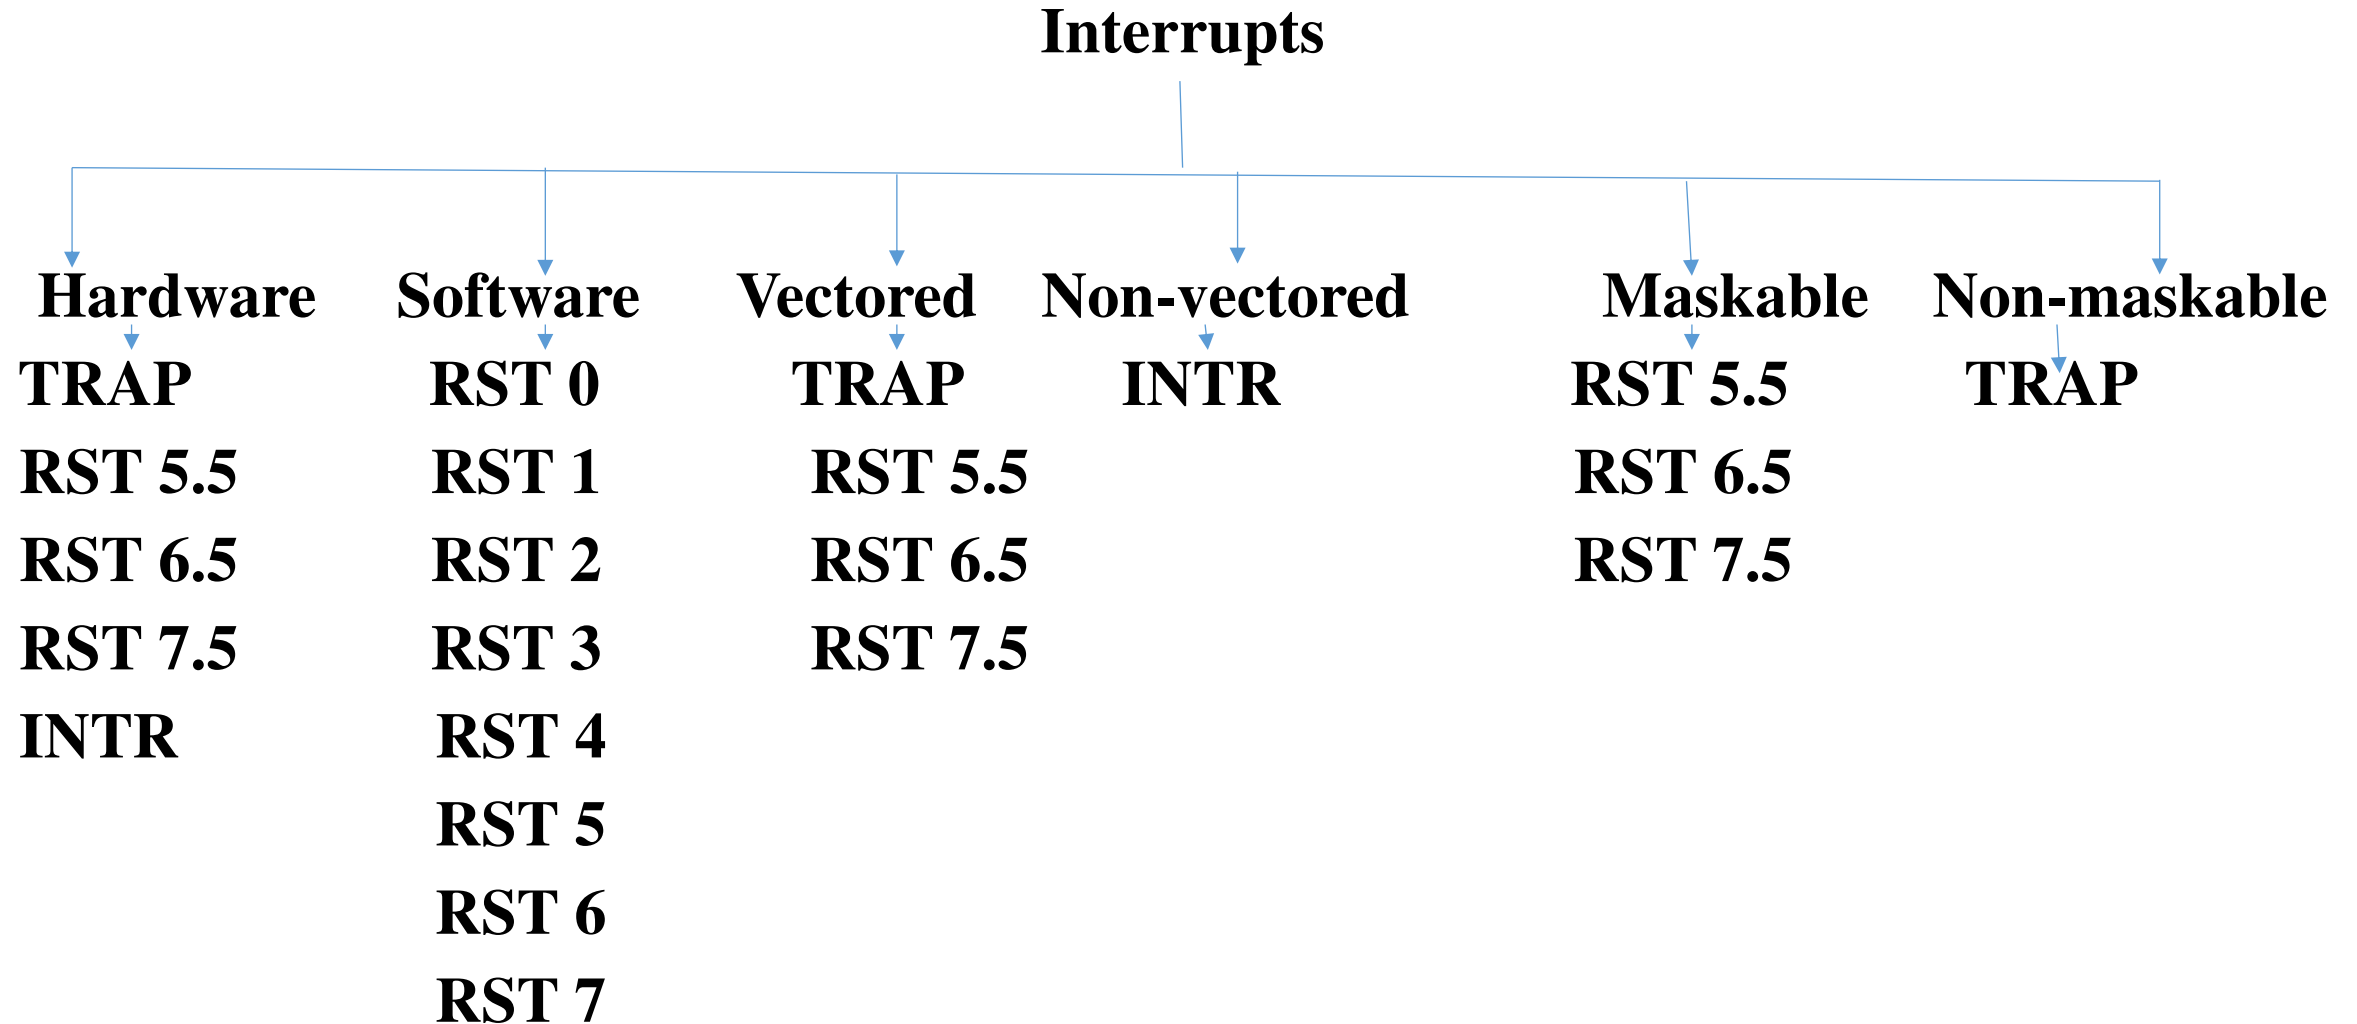 Interrupts
Hardware Software Vectored Non-vectored Maskable Non-maskable
TRAP RST 0 TRAP INTR RST 5.5 TRAP
RST 5.5 RST 1 RST 5.5 RST 6.5
RST 6.5 RST 2 RST 6.5 RST 7.5
RST 7.5 RST 3 RST 7.5
INTR RST 4
RST 5
RST 6
RST 7